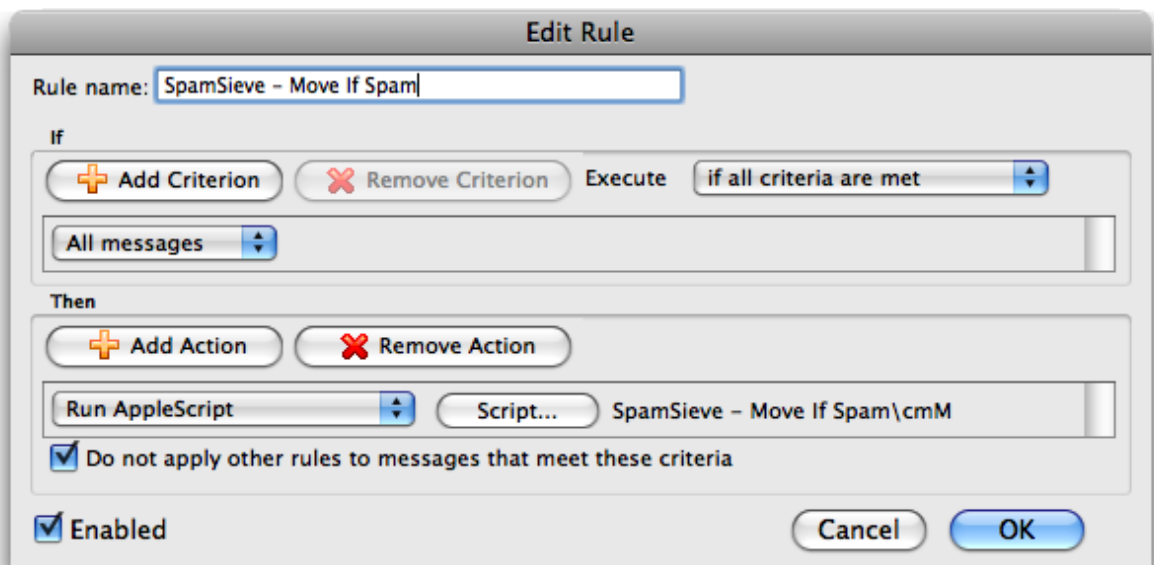 Edit Rule
Rule name: SpamSieve – Move If Spam
If
Add Criterion Remove Criterion Execute if all criteria are met
All messages
Then
Add Action Remove Action
Run AppleScript Script... SpamSieve – Move If Spam\cmM
Do not apply other rules to messages that meet these criteria
Enabled Cancel OK